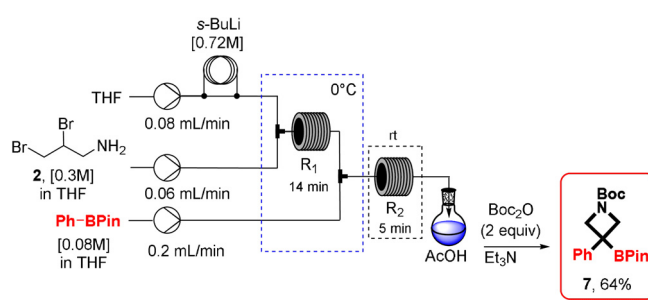 s-BuLi
[0.72M]
THF
0.08 mL/min
0°C
Br
Br
NH₂
2, [0.3M]
in THF
0.06 mL/min
R₁
14 min
rt
Ph-BPin
[0.08M]
in THF
0.2 mL/min
R₂
5 min
AcOH
Boc₂O
(2 equiv)
Et₃N
Boc
N
Ph
BPin
7, 64%